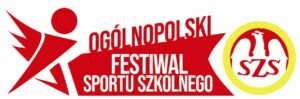 OGÓLNOPOLSKI
FESTIWAL
SPORTU SZKOLNEGO
SZS